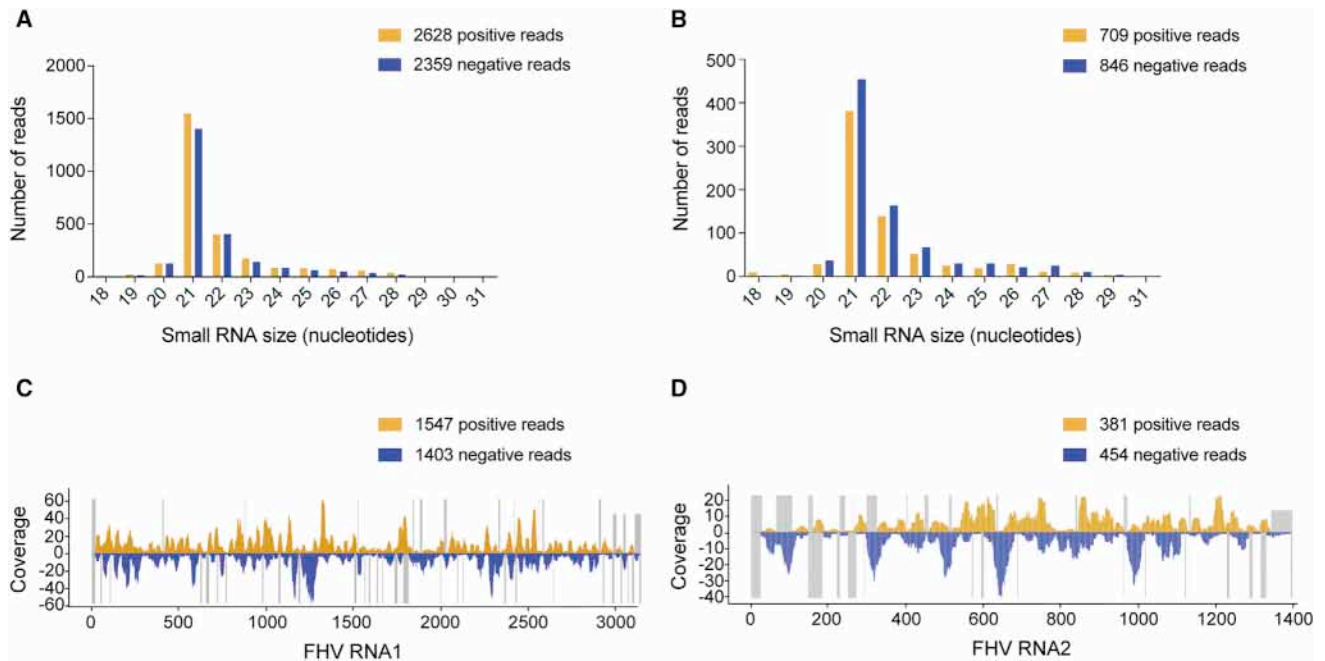 A
2628 positive reads
2359 negative reads
Number of reads
2000
1500
1000
500
0
18 19 20 21 22 23 24 25 26 27 28 29 30 31
Small RNA size (nucleotides)
B
709 positive reads
846 negative reads
Number of reads
500
400
300
200
100
0
18 19 20 21 22 23 24 25 26 27 28 29 31
Small RNA size (nucleotides)
C
1547 positive reads
1403 negative reads
Coverage
60
40
20
0
-20
-40
-60
0 500 1000 1500 2000 2500 3000
FHV RNA1
D
381 positive reads
454 negative reads
Coverage
20
10
0
-10
-20
-30
-40
0 200 400 600 800 1000 1200 1400
FHV RNA2